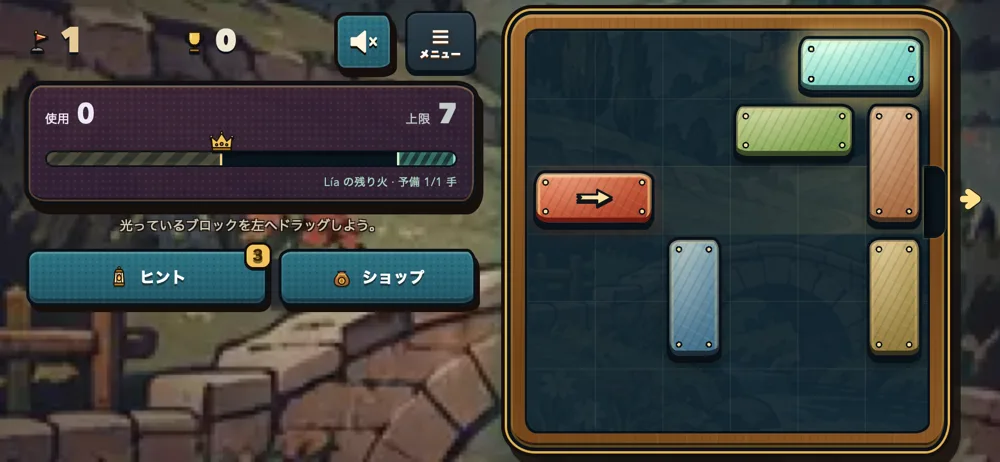 1
0
メニュー
使用 0
上限 7
Lía の残り火 · 予備 1/1 手
光っているブロックを左へドラッグしよう。
3
ヒント
ショップ